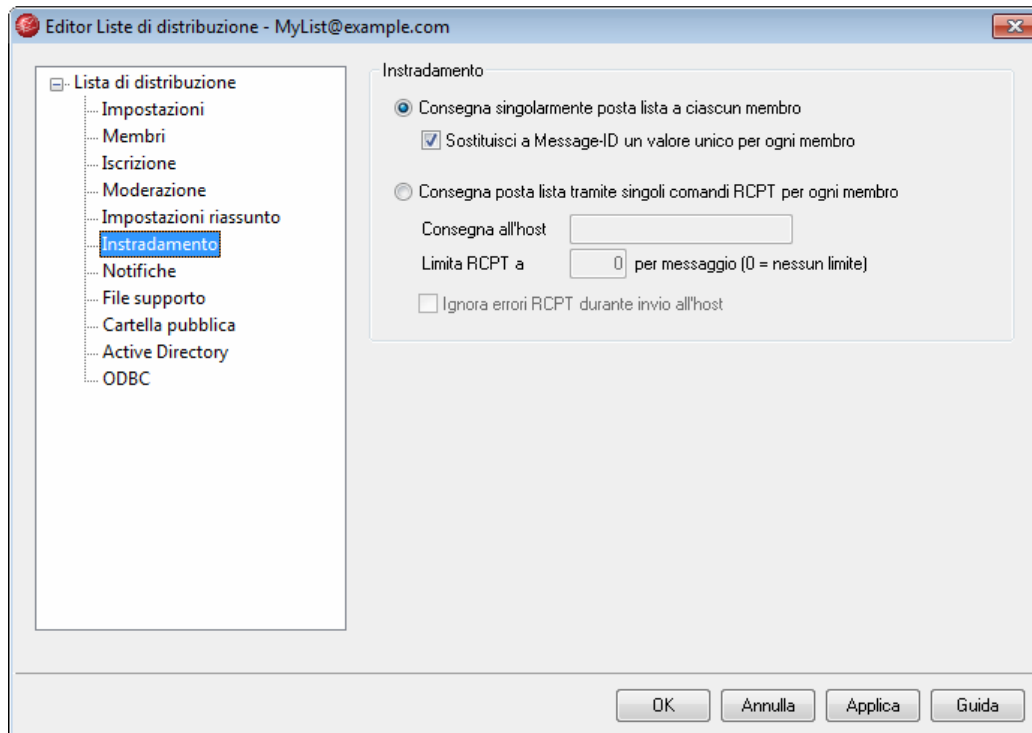 Editor Liste di distribuzione - MyList@example.com
Lista di distribuzione
Impostazioni
Membri
Iscrizione
Moderazione
Impostazioni riassunto
Instradamento
Notifiche
File supporto
Cartella pubblica
Active Directory
ODBC
Instradamento
Consegna singolarmente posta lista a ciascun membro
Sostituisci a Message-ID un valore unico per ogni membro
Consegna posta lista tramite singoli comandi RCPT per ogni membro
Consegna all'host
Limita RCPT a 0 per messaggio (0 = nessun limite)
Ignora errori RCPT durante invio all'host
OK Annulla Applica Guida